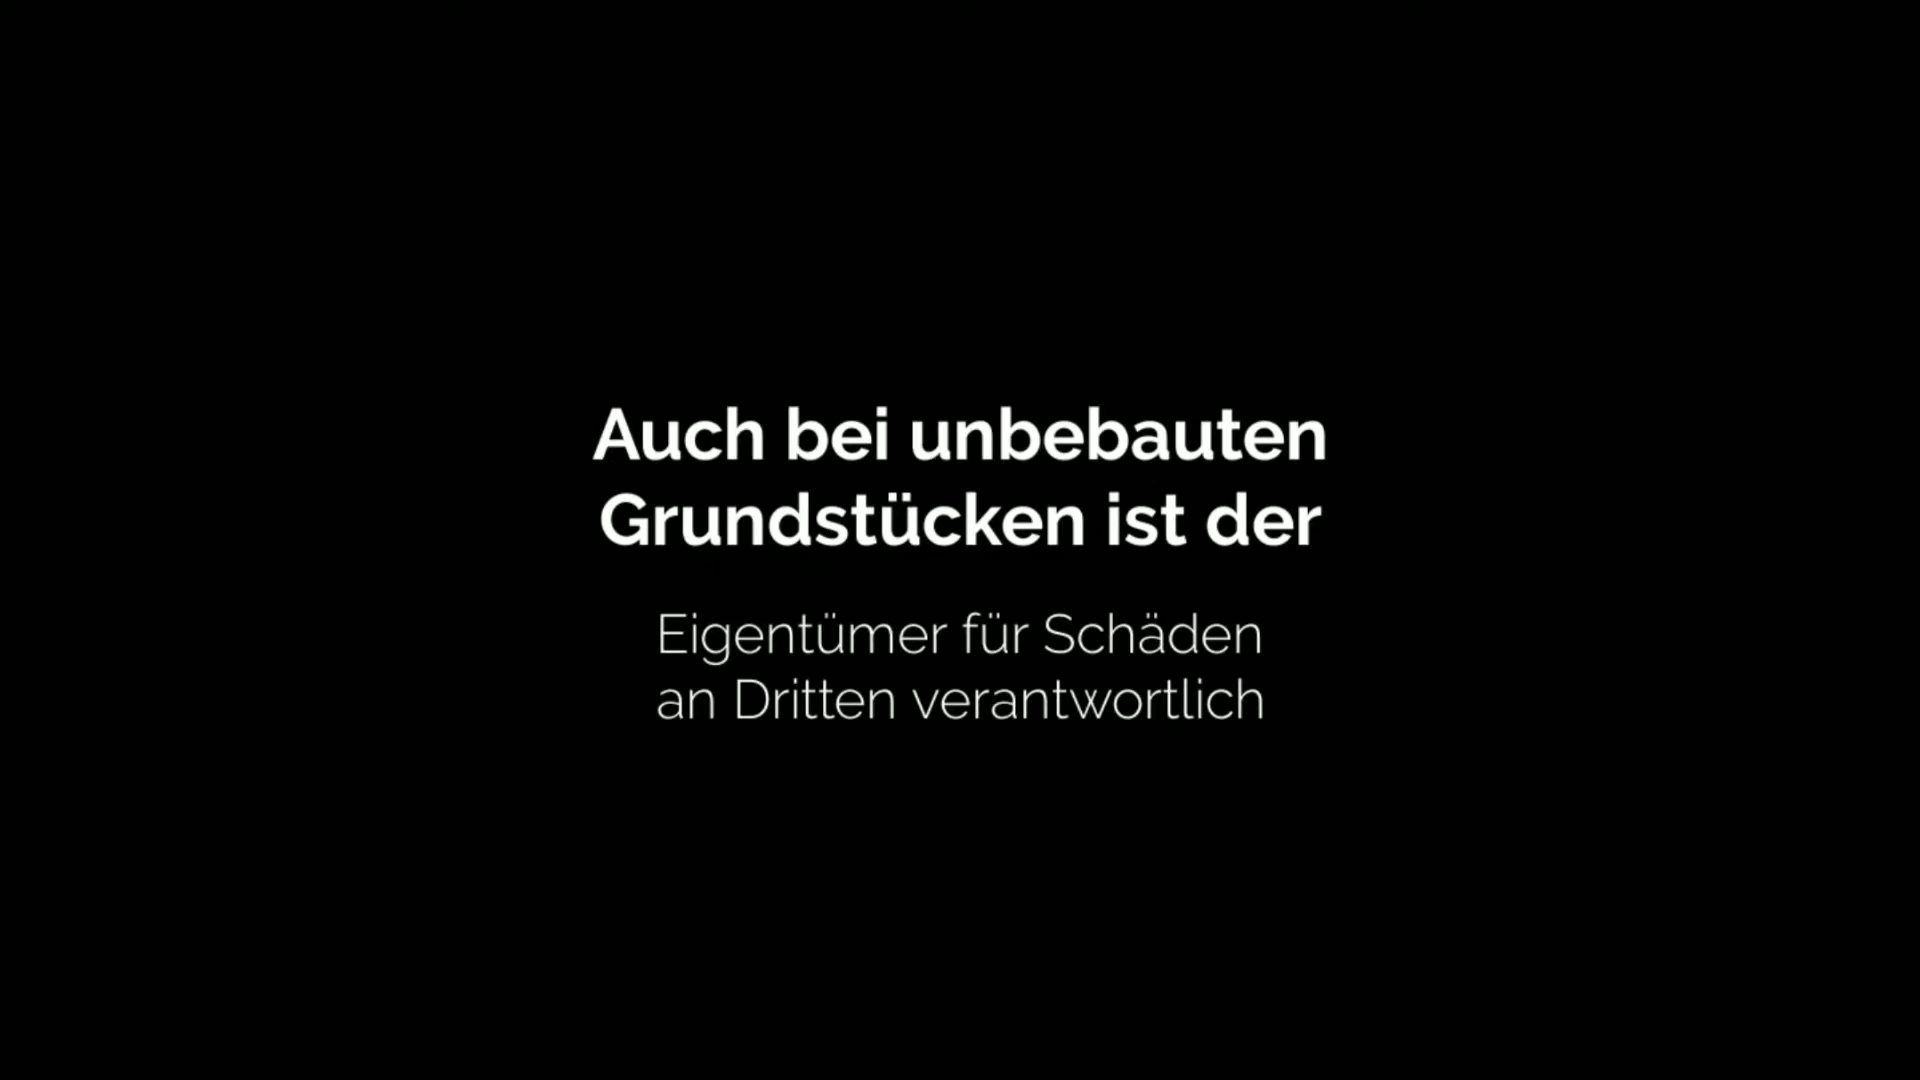 Auch bei unbebauten
Grundstücken ist der
Eigentümer für Schäden
an Dritten verantwortlich